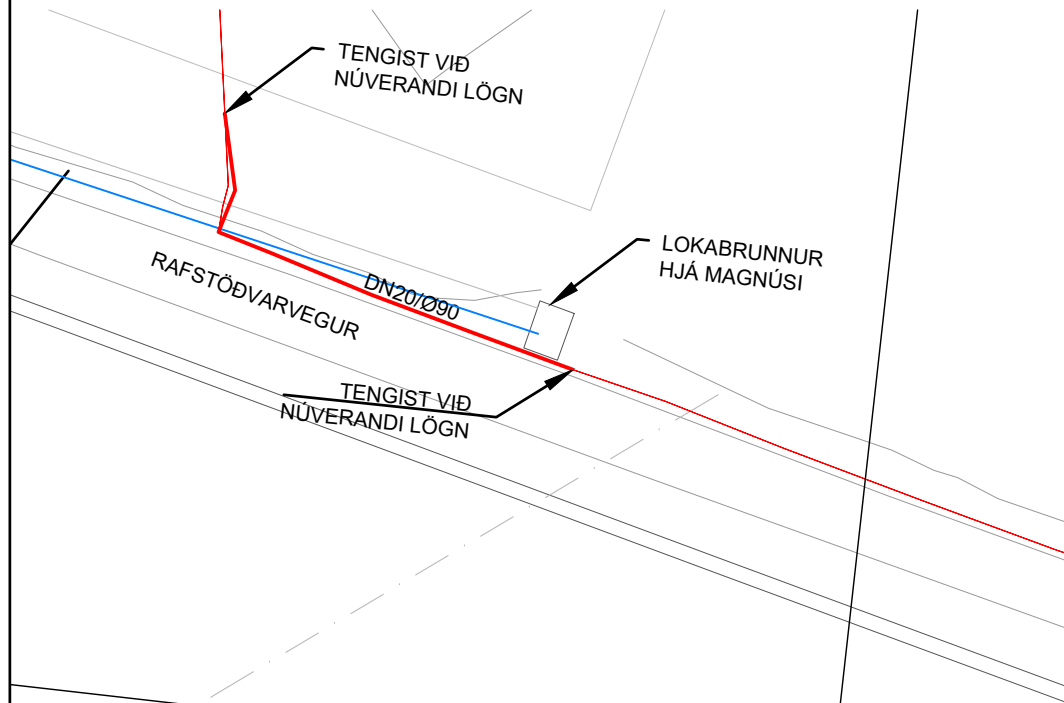 TENGIST VIÐ
NÚVERANDI LÖGN
LOKABRUNNUR
HJÁ MAGNÚSI
RAFSTÖÐVARVEGUR
DN20/Ø90
TENGIST VIÐ
NÚVERANDI LÖGN